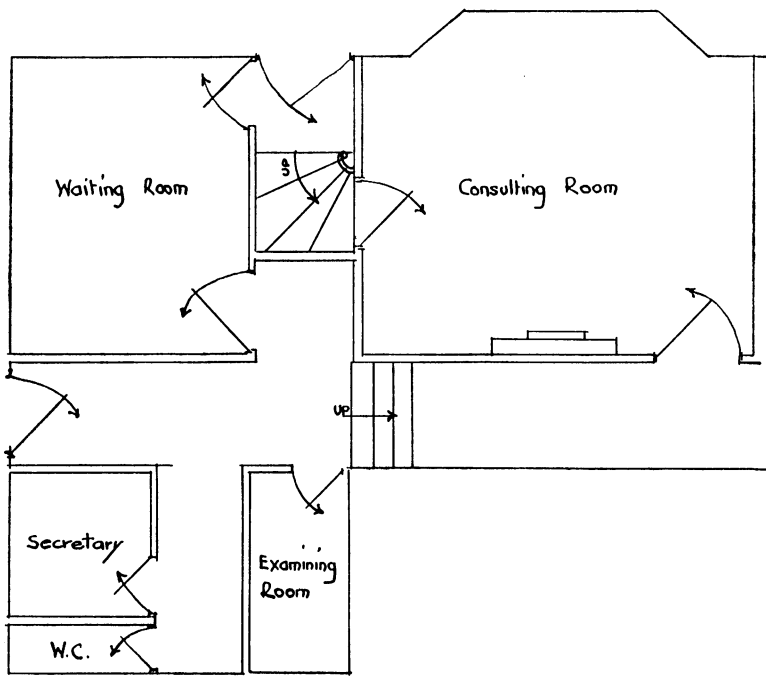 Waiting Room
UP
Consulting Room
UP
Secretary
Examining
Room
W.C.